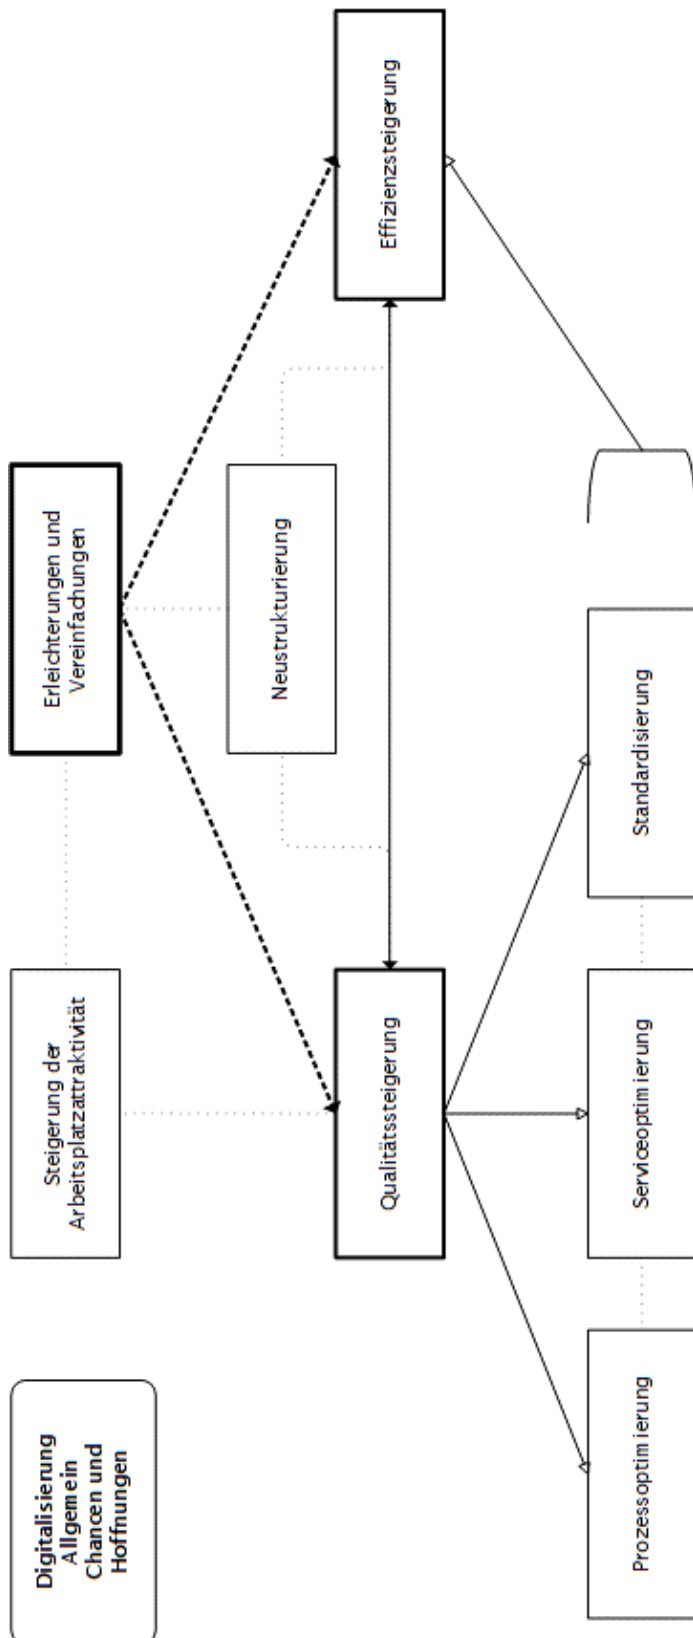 Digitalisierung
Allgemein
Chancen und
Hoffnungen
Steigerung der
Arbeitsplatzattraktivität
Erleichterungen und
Vereinfachungen
Neustrukturierung
Qualitätssteigerung
Effizienzsteigerung
Prozessoptimierung
Serviceoptimierung
Standardisierung